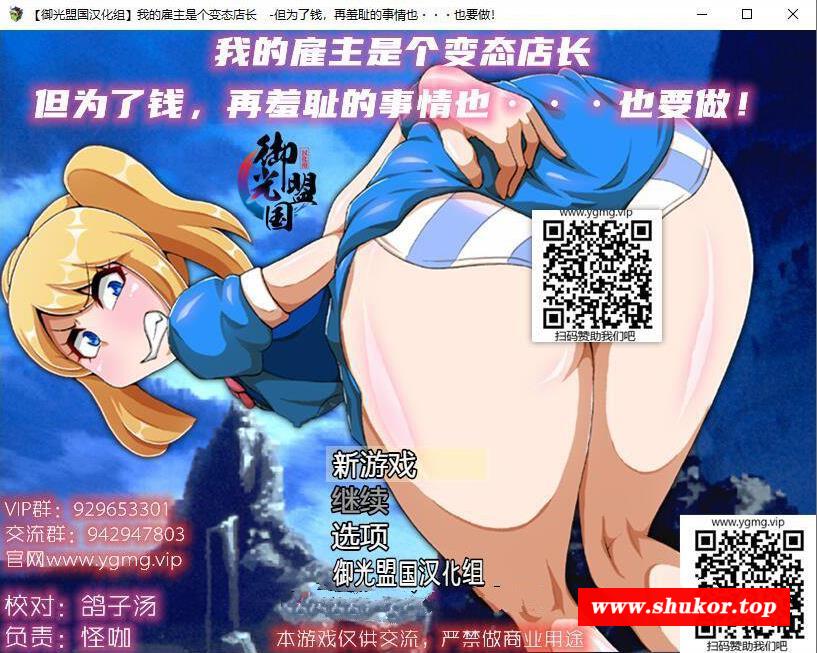 【御光盟国汉化组】我的雇主是个变态店长 -但为了钱，再羞耻的事情也・・・也要做！
我的雇主是个变态店长
但为了钱，再羞耻的事情也・・・也要做！
御光盟国
www.ygmg.vip
扫码赞助我们吧
新游戏
继续
选项
御光盟国汉化组
VIP群：929653301
交流群：942947803
官网www.ygmg.vip
校对：鸽子汤
负责：怪咖
本游戏仅供交流，严禁做商业用途
www.ygmg.vip
www.shukor.top
扫码赞助我们吧